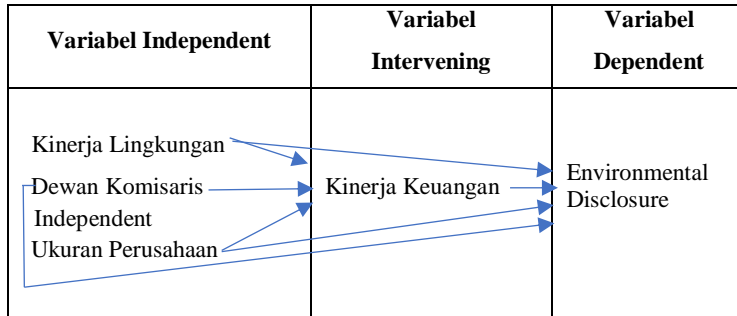 Variabel Independent
Variabel
Intervening
Variabel
Dependent
Kinerja Lingkungan
Dewan Komisaris
Independent
Ukuran Perusahaan
Kinerja Keuangan
Environmental
Disclosure